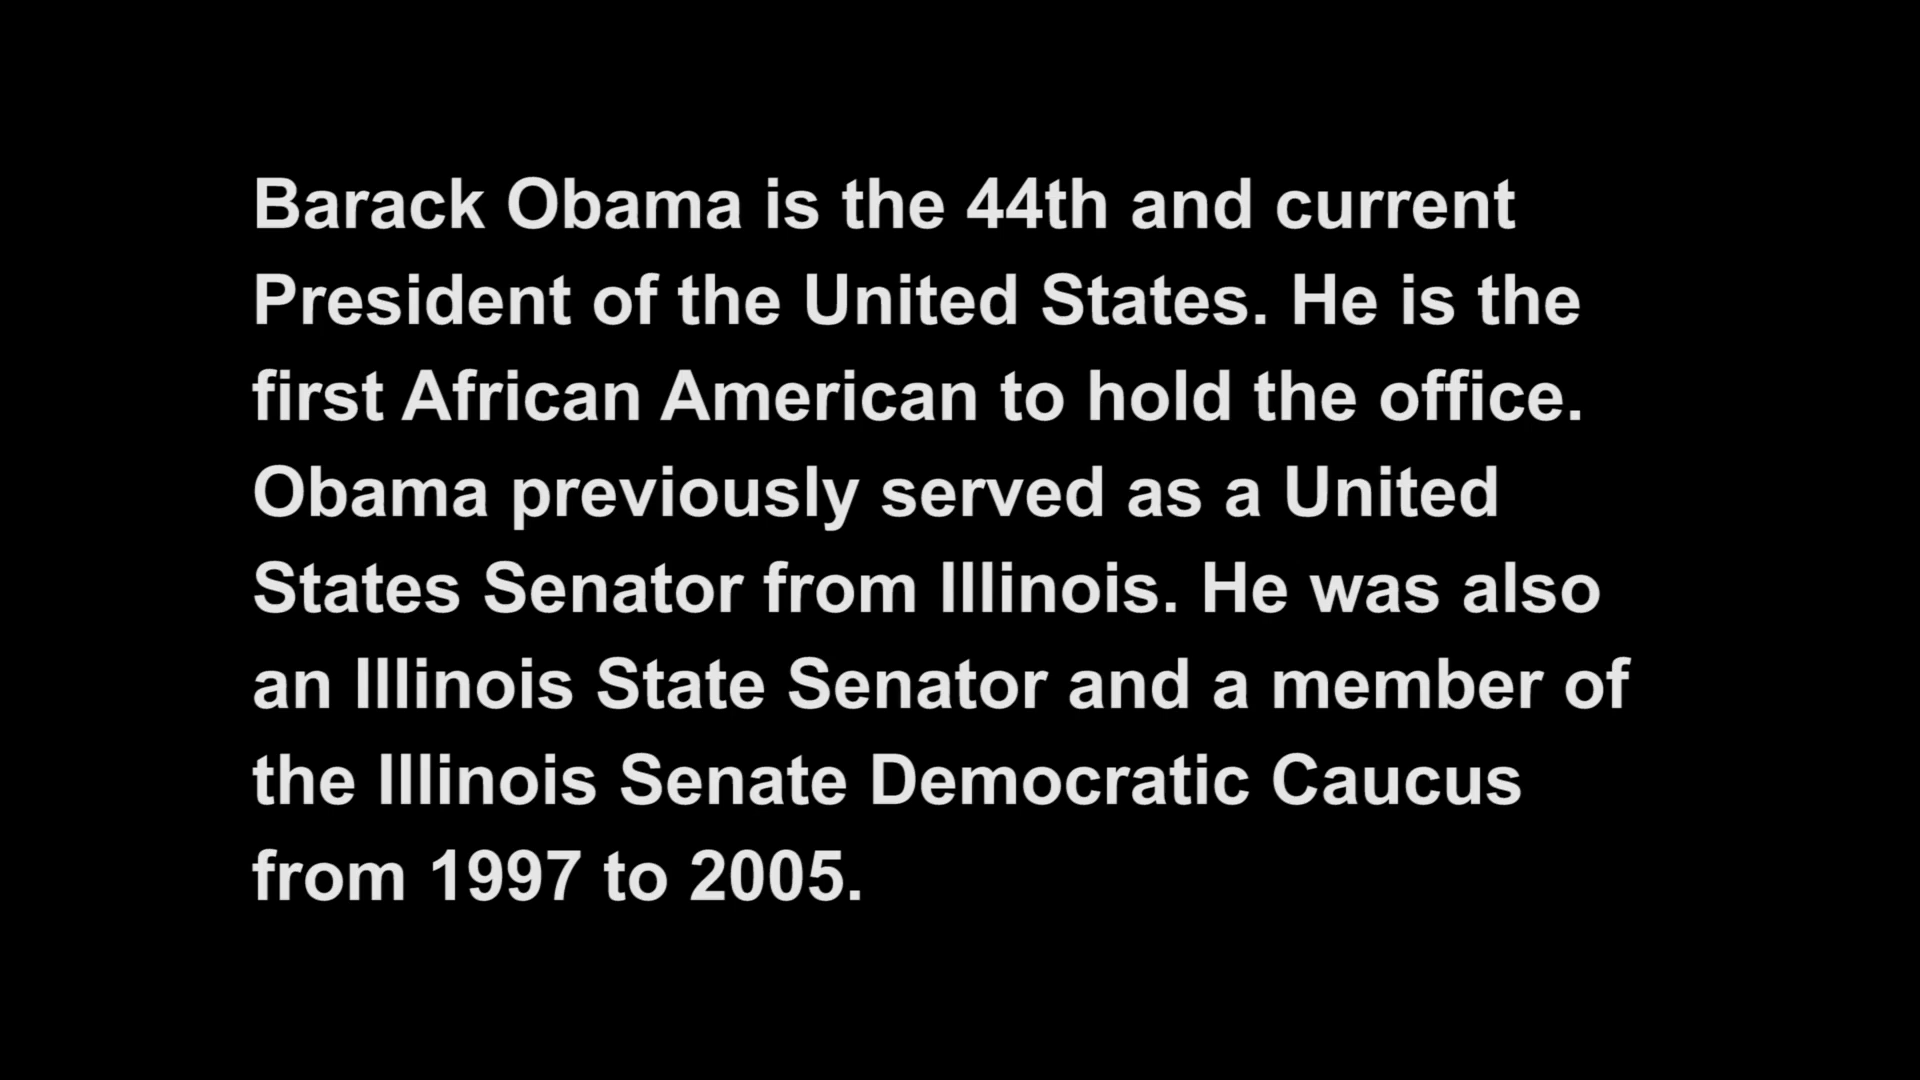 Barack Obama is the 44th and current
President of the United States. He is the
first African American to hold the office.
Obama previously served as a United
States Senator from Illinois. He was also
an Illinois State Senator and a member of
the Illinois Senate Democratic Caucus
from 1997 to 2005.